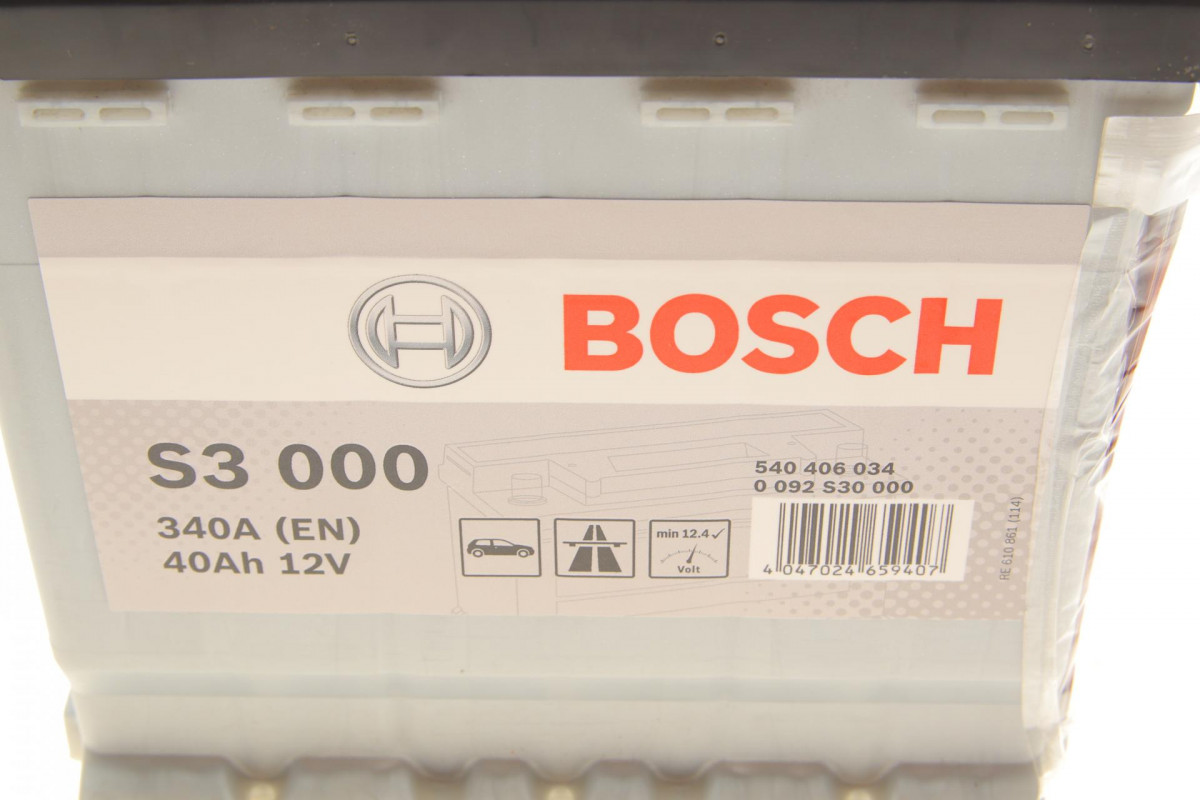 BOSCH
S3 000
340A (EN)
40Ah 12V
min 12.4✓
Volt
540 406 034
0 092 S30 000
4 047024 659407
RE 610 861 (114)